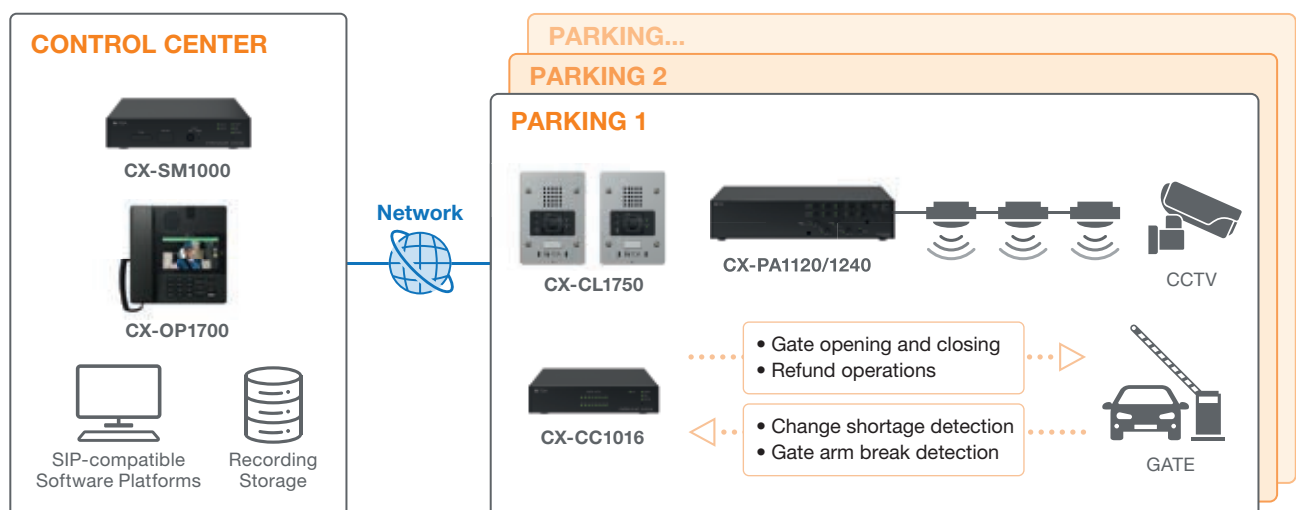 CONTROL CENTER
CX-SM1000
CX-OP1700
SIP-compatible
Software Platforms
Recording
Storage
Network
PARKING...
PARKING 2
PARKING 1
CX-CL1750
CX-PA1120/1240
CCTV
CX-CC1016
• Gate opening and closing
• Refund operations
• Change shortage detection
• Gate arm break detection
GATE